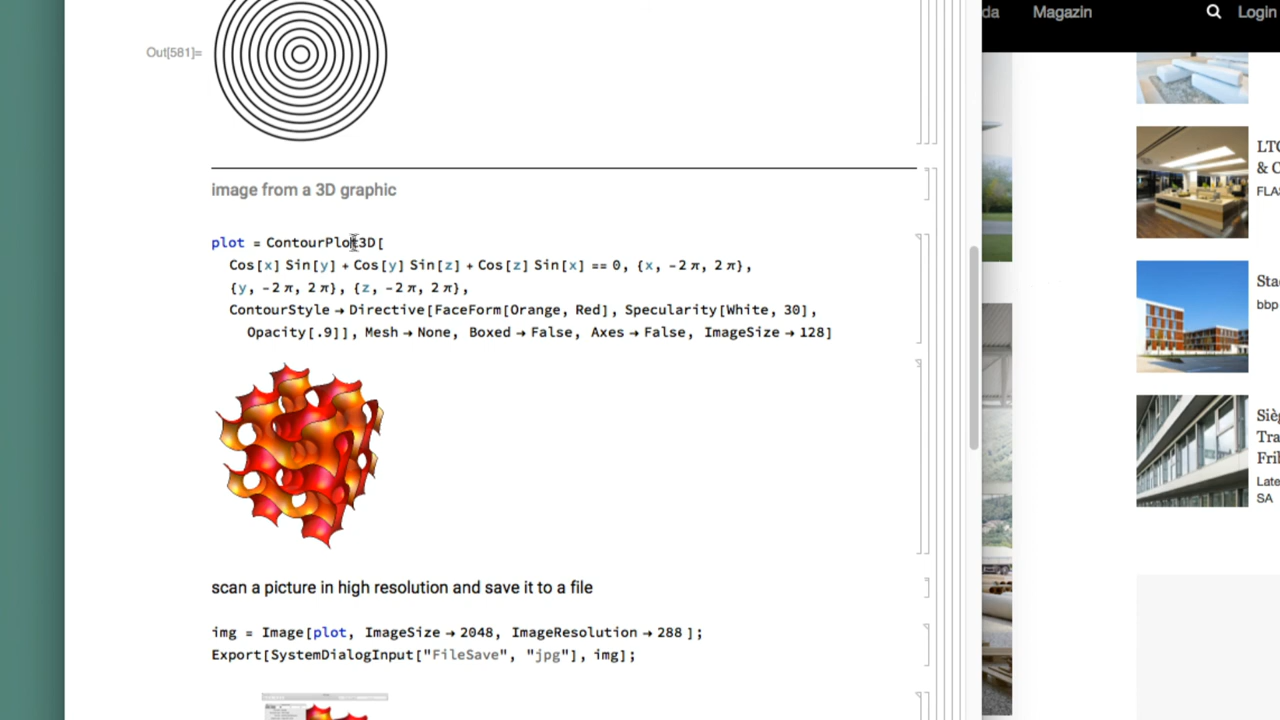 da Magazin Login
Out[581]=
image from a 3D graphic
plot = ContourPlot3D[
Cos[x] Sin[y] + Cos[y] Sin[z] + Cos[z] Sin[x] == 0, {x, -2 π, 2 π},
{y, -2 π, 2 π}, {z, -2 π, 2 π},
ContourStyle → Directive[FaceForm[Orange, Red], Specularity[White, 30],
Opacity[.9]], Mesh → None, Boxed → False, Axes → False, ImageSize → 128]
scan a picture in high resolution and save it to a file
img = Image[plot, ImageSize → 2048, ImageResolution → 288 ];
Export[SystemDialogInput["FileSave", "jpg"], img];
LTC
& C
FLA
Sta
bbp
Siè
Tra
Fri
Late
SA